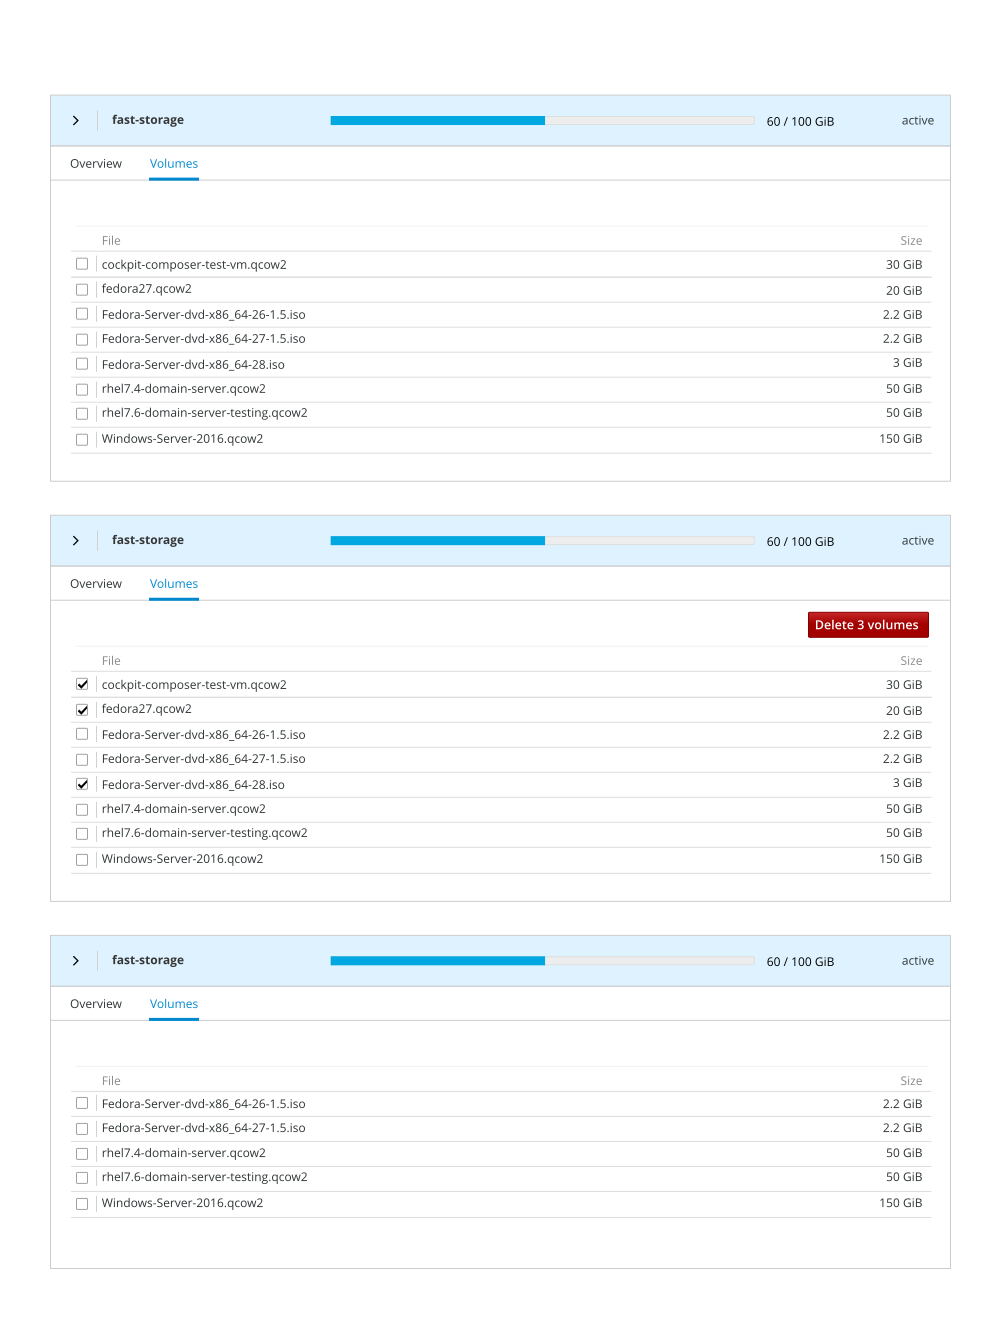 fast-storage 60 / 100 GiB active
Overview Volumes
File Size
cockpit-composer-test-vm.qcow2 30 GiB
fedora27.qcow2 20 GiB
Fedora-Server-dvd-x86_64-26-1.5.iso 2.2 GiB
Fedora-Server-dvd-x86_64-27-1.5.iso 2.2 GiB
Fedora-Server-dvd-x86_64-28.iso 3 GiB
rhel7.4-domain-server.qcow2 50 GiB
rhel7.6-domain-server-testing.qcow2 50 GiB
Windows-Server-2016.qcow2 150 GiB
fast-storage 60 / 100 GiB active
Overview Volumes
Delete 3 volumes
File Size
cockpit-composer-test-vm.qcow2 30 GiB
fedora27.qcow2 20 GiB
Fedora-Server-dvd-x86_64-26-1.5.iso 2.2 GiB
Fedora-Server-dvd-x86_64-27-1.5.iso 2.2 GiB
Fedora-Server-dvd-x86_64-28.iso 3 GiB
rhel7.4-domain-server.qcow2 50 GiB
rhel7.6-domain-server-testing.qcow2 50 GiB
Windows-Server-2016.qcow2 150 GiB
fast-storage 60 / 100 GiB active
Overview Volumes
File Size
Fedora-Server-dvd-x86_64-26-1.5.iso 2.2 GiB
Fedora-Server-dvd-x86_64-27-1.5.iso 2.2 GiB
rhel7.4-domain-server.qcow2 50 GiB
rhel7.6-domain-server-testing.qcow2 50 GiB
Windows-Server-2016.qcow2 150 GiB